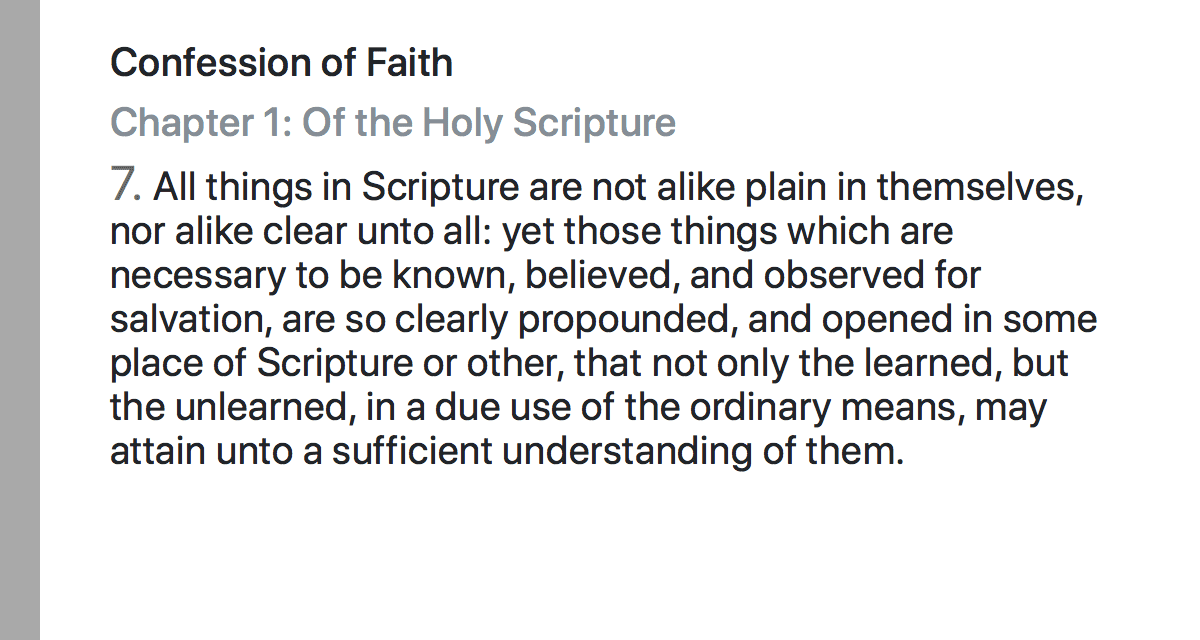 Confession of Faith
Chapter 1: Of the Holy Scripture
7. All things in Scripture are not alike plain in themselves,
nor alike clear unto all: yet those things which are
necessary to be known, believed, and observed for
salvation, are so clearly propounded, and opened in some
place of Scripture or other, that not only the learned, but
the unlearned, in a due use of the ordinary means, may
attain unto a sufficient understanding of them.